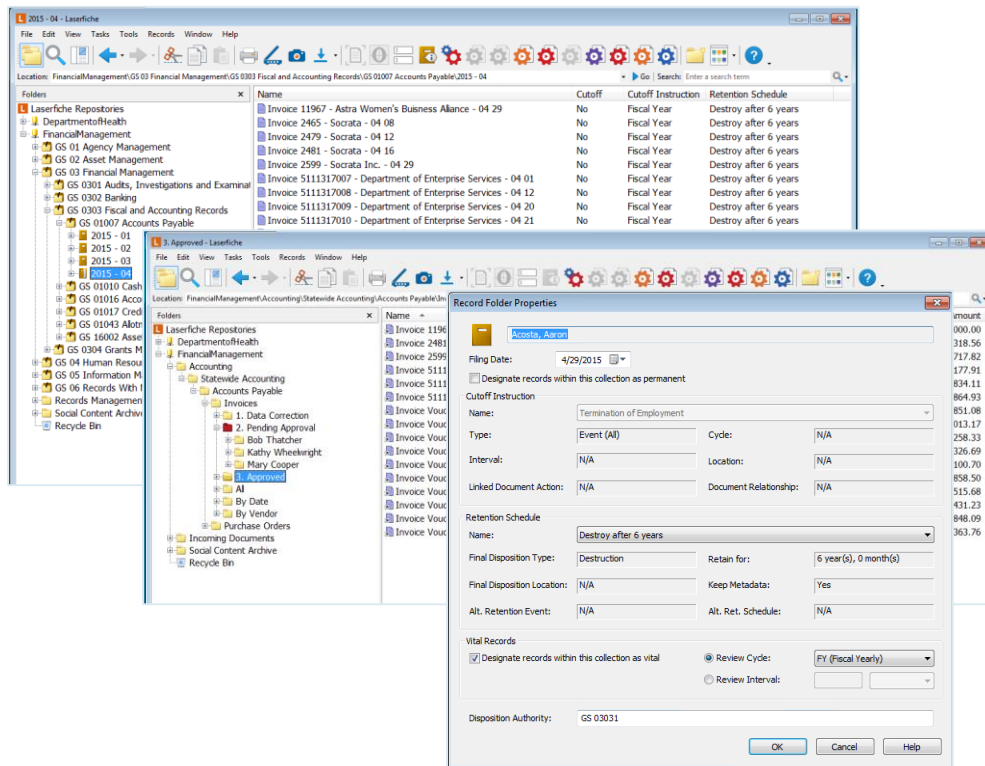 2015 - 04 - Laserfiche
File Edit View Tasks Tools Records Window Help
Location: FinancialManagement\GS 03 Financial Management\GS 0303 Fiscal and Accounting Records\GS 01007 Accounts Payable\2015 - 04 Go Search: Enter a search term
Folders x Name Cutoff Cutoff Instruction Retention Schedule
Laserfiche Repositories Invoice 11967 - Astra Women's Buisness Alliance - 04 29 No Fiscal Year Destroy after 6 years
DepartmentofHealth Invoice 2465 - Socrata - 04 08 No Fiscal Year Destroy after 6 years
FinancialManagement Invoice 2479 - Socrata - 04 12 No Fiscal Year Destroy after 6 years
GS 01 Agency Management Invoice 2481 - Socrata - 04 16 No Fiscal Year Destroy after 6 years
GS 02 Asset Management Invoice 2599 - Socrata Inc. - 04 29 No Fiscal Year Destroy after 6 years
GS 03 Financial Management Invoice 5111317007 - Department of Enterprise Services - 04 01 No Fiscal Year Destroy after 6 years
GS 0301 Audits, Investigations and Examinat Invoice 5111317008 - Department of Enterprise Services - 04 12 No Fiscal Year Destroy after 6 years
GS 0302 Banking Invoice 5111317009 - Department of Enterprise Services - 04 20 No Fiscal Year Destroy after 6 years
GS 0303 Fiscal and Accounting Records Invoice 5111317010 - Department of Enterprise Services - 04 21 No Fiscal Year Destroy after 6 years
GS 01007 Accounts Payable
2015 - 01
2015 - 02
2015 - 03
2015 - 04
GS 01010 Cash
GS 01016 Acco
GS 01017 Credi
GS 01043 Allotn
GS 16002 Asse
GS 0304 Grants M
GS 04 Human Resou
GS 05 Information M
GS 06 Records With
Records Managemen
Social Content Archive
Recycle Bin
3. Approved - Laserfiche
File Edit View Tasks Tools Records Window Help
Location: FinancialManagement\Accounting\Statewide Accounting\Accounts Payable\Inv
Folders x Name mount
Laserfiche Repositories Invoice 1196 000.00
DepartmentofHealth Invoice 2481 318.56
FinancialManagement Invoice 2599 717.82
Accounting Invoice 5111 177.91
Statewide Accounting Invoice 5111 834.11
Accounts Payable Invoice 5111 864.93
Invoices Invoice Vouc 851.08
1. Data Correction Invoice Vouc 013.17
2. Pending Approval Invoice Vouc 258.33
Bob Thatcher Invoice Vouc 326.69
Kathy Wheelwright Invoice Vouc 100.70
Mary Cooper Invoice Vouc 858.50
3. Approved Invoice Vouc 515.68
All Invoice Vouc 431.23
By Date Invoice Vouc 848.09
By Vendor Invoice Vouc 363.76
Purchase Orders
Incoming Documents
Social Content Archive
Recycle Bin
Record Folder Properties
Acosta, Aaron
Filing Date: 4/29/2015
Designate records within this collection as permanent
Cutoff Instruction
Name: Termination of Employment
Type: Event (All) Cycle: N/A
Interval: N/A Location: N/A
Linked Document Action: N/A Document Relationship: N/A
Retention Schedule
Name: Destroy after 6 years
Final Disposition Type: Destruction Retain for: 6 year(s), 0 month(s)
Final Disposition Location: N/A Keep Metadata: Yes
Alt. Retention Event: N/A Alt. Ret. Schedule: N/A
Vital Records
Designate records within this collection as vital Review Cycle: FY (Fiscal Yearly)
Review Interval:
Disposition Authority: GS 03031
OK Cancel Help